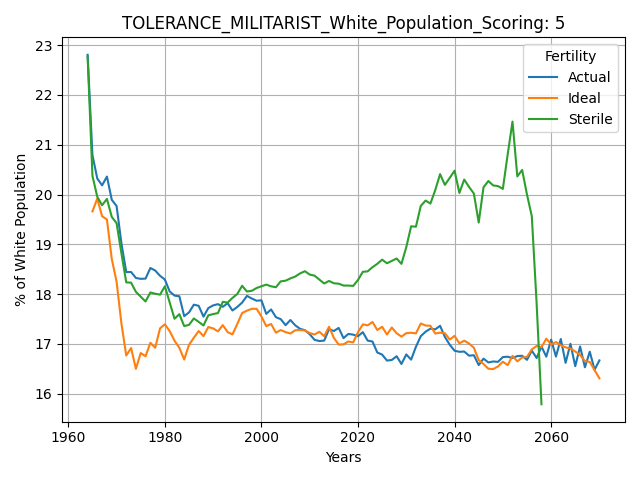 TOLERANCE_MILITARIST_White_Population_Scoring: 5
Fertility
Actual
Ideal
Sterile
% of White Population
23
22
21
20
19
18
17
16
1960 1980 2000 2020 2040 2060
Years